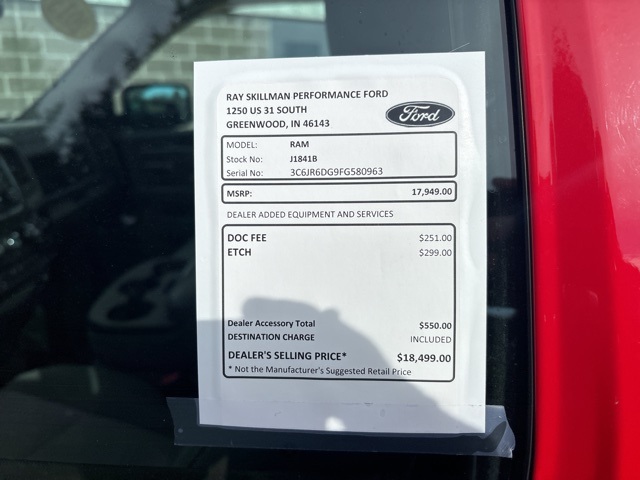 RAY SKILLMAN PERFORMANCE FORD
1250 US 31 SOUTH
GREENWOOD, IN 46143
Ford
MODEL: RAM
Stock No: J1841B
Serial No: 3C6JR6DG9FG580963
MSRP: 17,949.00
DEALER ADDED EQUIPMENT AND SERVICES
DOC FEE $251.00
ETCH $299.00
Dealer Accessory Total $550.00
DESTINATION CHARGE INCLUDED
DEALER'S SELLING PRICE* $18,499.00
* Not the Manufacturer's Suggested Retail Price